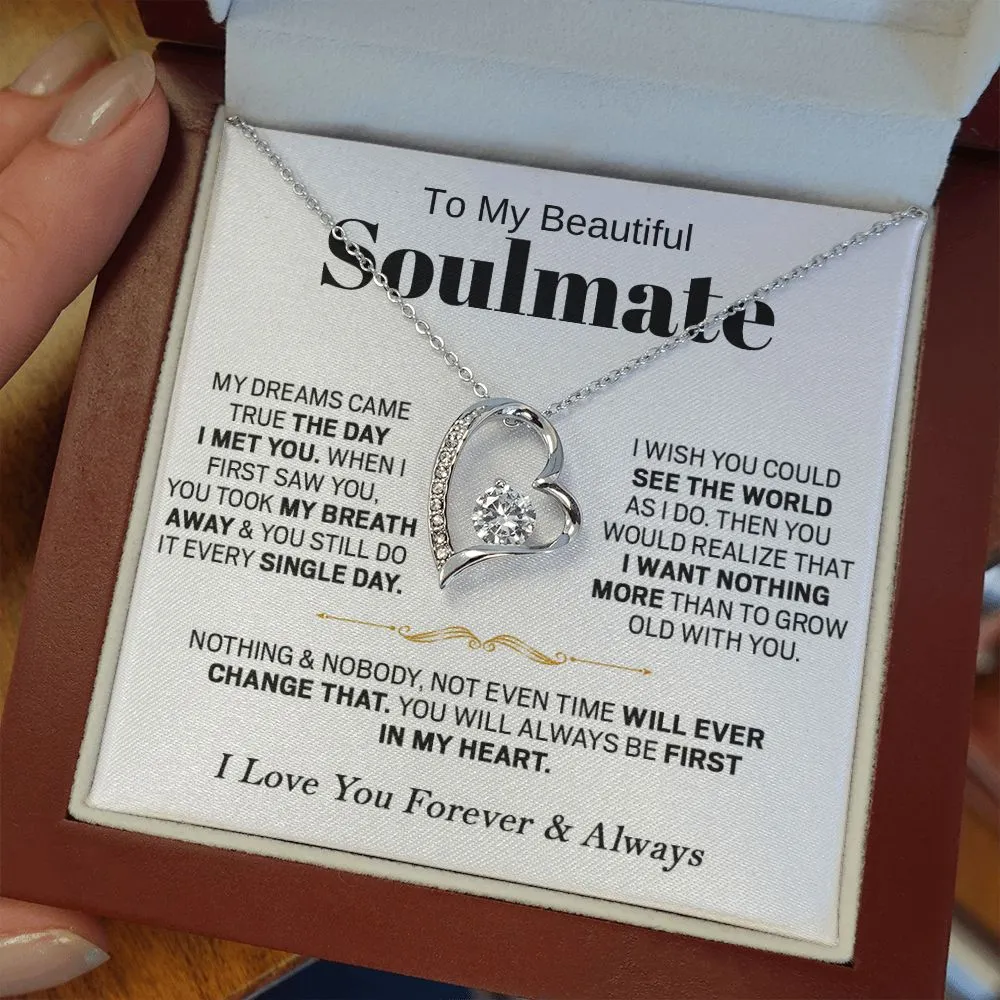 To My Beautiful
Soulmate
MY DREAMS CAME
TRUE THE DAY
I MET YOU. WHEN I
FIRST SAW YOU,
YOU TOOK MY BREATH
AWAY & YOU STILL DO
IT EVERY SINGLE DAY.
I WISH YOU COULD
SEE THE WORLD
AS I DO. THEN YOU
WOULD REALIZE THAT
I WANT NOTHING
MORE THAN TO GROW
OLD WITH YOU.
NOTHING & NOBODY, NOT EVEN TIME WILL EVER
CHANGE THAT. YOU WILL ALWAYS BE FIRST
IN MY HEART.
I Love You Forever & Always